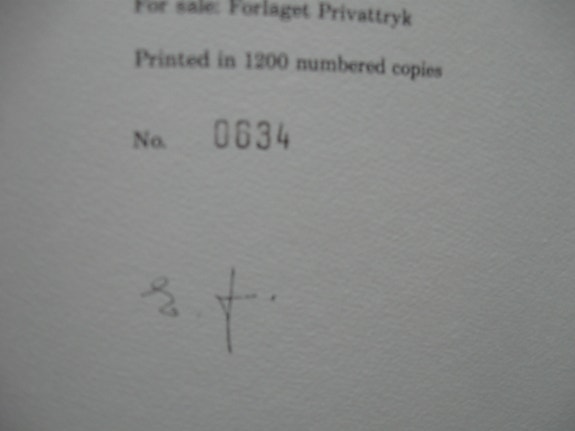 For sale: Forlaget Privattryk
Printed in 1200 numbered copies
No. 0634